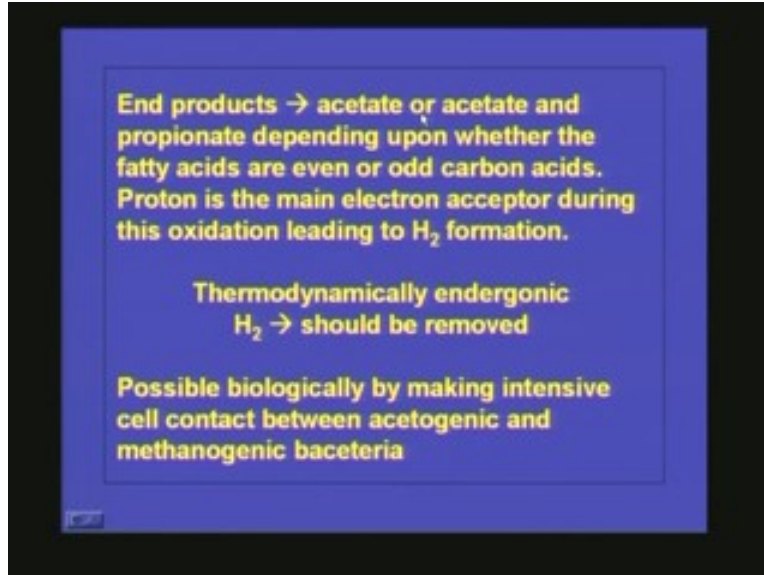 End products → acetate or acetate and
propionate depending upon whether the
fatty acids are even or odd carbon acids.
Proton is the main electron acceptor during
this oxidation leading to H₂ formation.
Thermodynamically endergonic
H₂ → should be removed
Possible biologically by making intensive
cell contact between acetogenic and
methanogenic baceteria